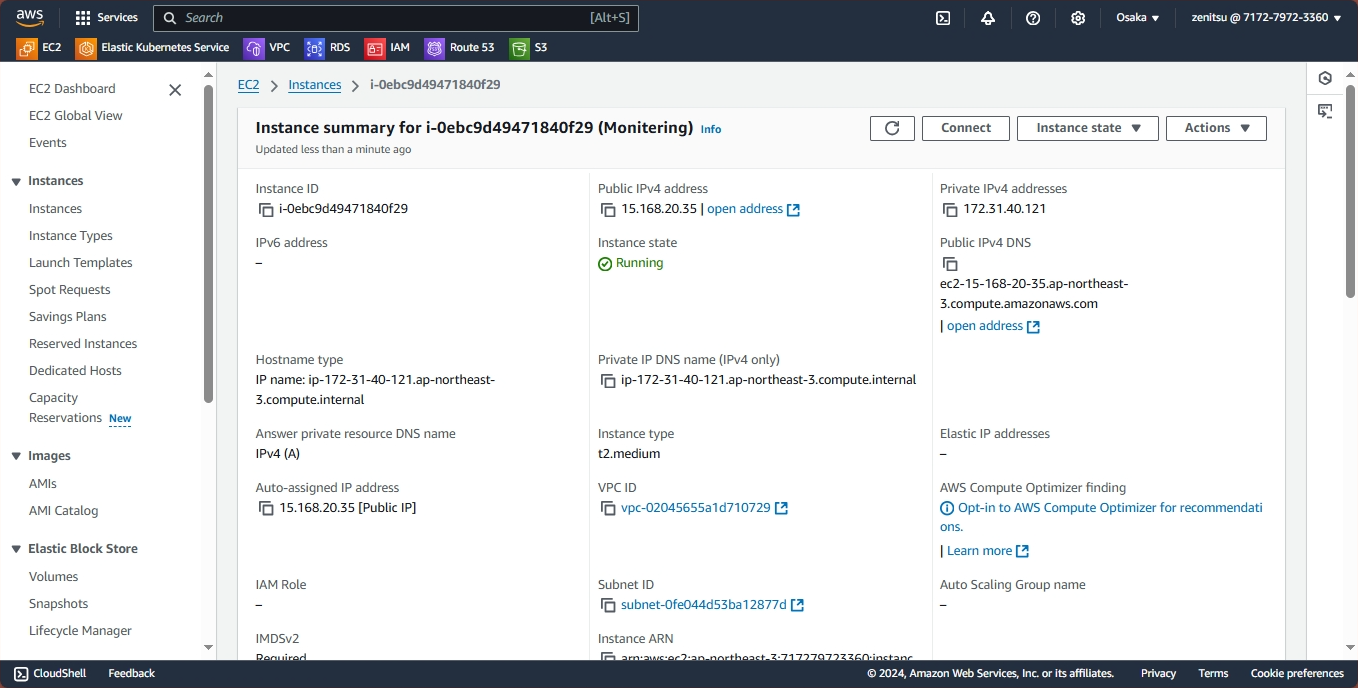 aws
Services
Search
[Alt+S]
Osaka
zenitsu @ 7172-7972-3360
EC2
Elastic Kubernetes Service
VPC
RDS
IAM
Route 53
S3
EC2 Dashboard
EC2 Global View
Events
Instances
Instances
Instance Types
Launch Templates
Spot Requests
Savings Plans
Reserved Instances
Dedicated Hosts
Capacity
Reservations New
Images
AMIs
AMI Catalog
Elastic Block Store
Volumes
Snapshots
Lifecycle Manager
EC2 > Instances > i-0ebc9d49471840f29
Instance summary for i-0ebc9d49471840f29 (Monitering) Info
Updated less than a minute ago
Connect
Instance state
Actions
Instance ID
i-0ebc9d49471840f29
Public IPv4 address
15.168.20.35 | open address
Private IPv4 addresses
172.31.40.121
IPv6 address
–
Instance state
Running
Public IPv4 DNS
ec2-15-168-20-35.ap-northeast-
3.compute.amazonaws.com
| open address
Hostname type
IP name: ip-172-31-40-121.ap-northeast-
3.compute.internal
Private IP DNS name (IPv4 only)
ip-172-31-40-121.ap-northeast-3.compute.internal
Answer private resource DNS name
IPv4 (A)
Instance type
t2.medium
Elastic IP addresses
–
Auto-assigned IP address
15.168.20.35 [Public IP]
VPC ID
vpc-02045655a1d710729
AWS Compute Optimizer finding
Opt-in to AWS Compute Optimizer for recommendati
ons.
| Learn more
IAM Role
–
Subnet ID
subnet-0fe044d53ba12877d
Auto Scaling Group name
–
IMDSv2
Required
Instance ARN
arn:aws:ec2:ap-northeast-3:717279723360:instanc
CloudShell
Feedback
© 2024, Amazon Web Services, Inc. or its affiliates.
Privacy
Terms
Cookie preferences